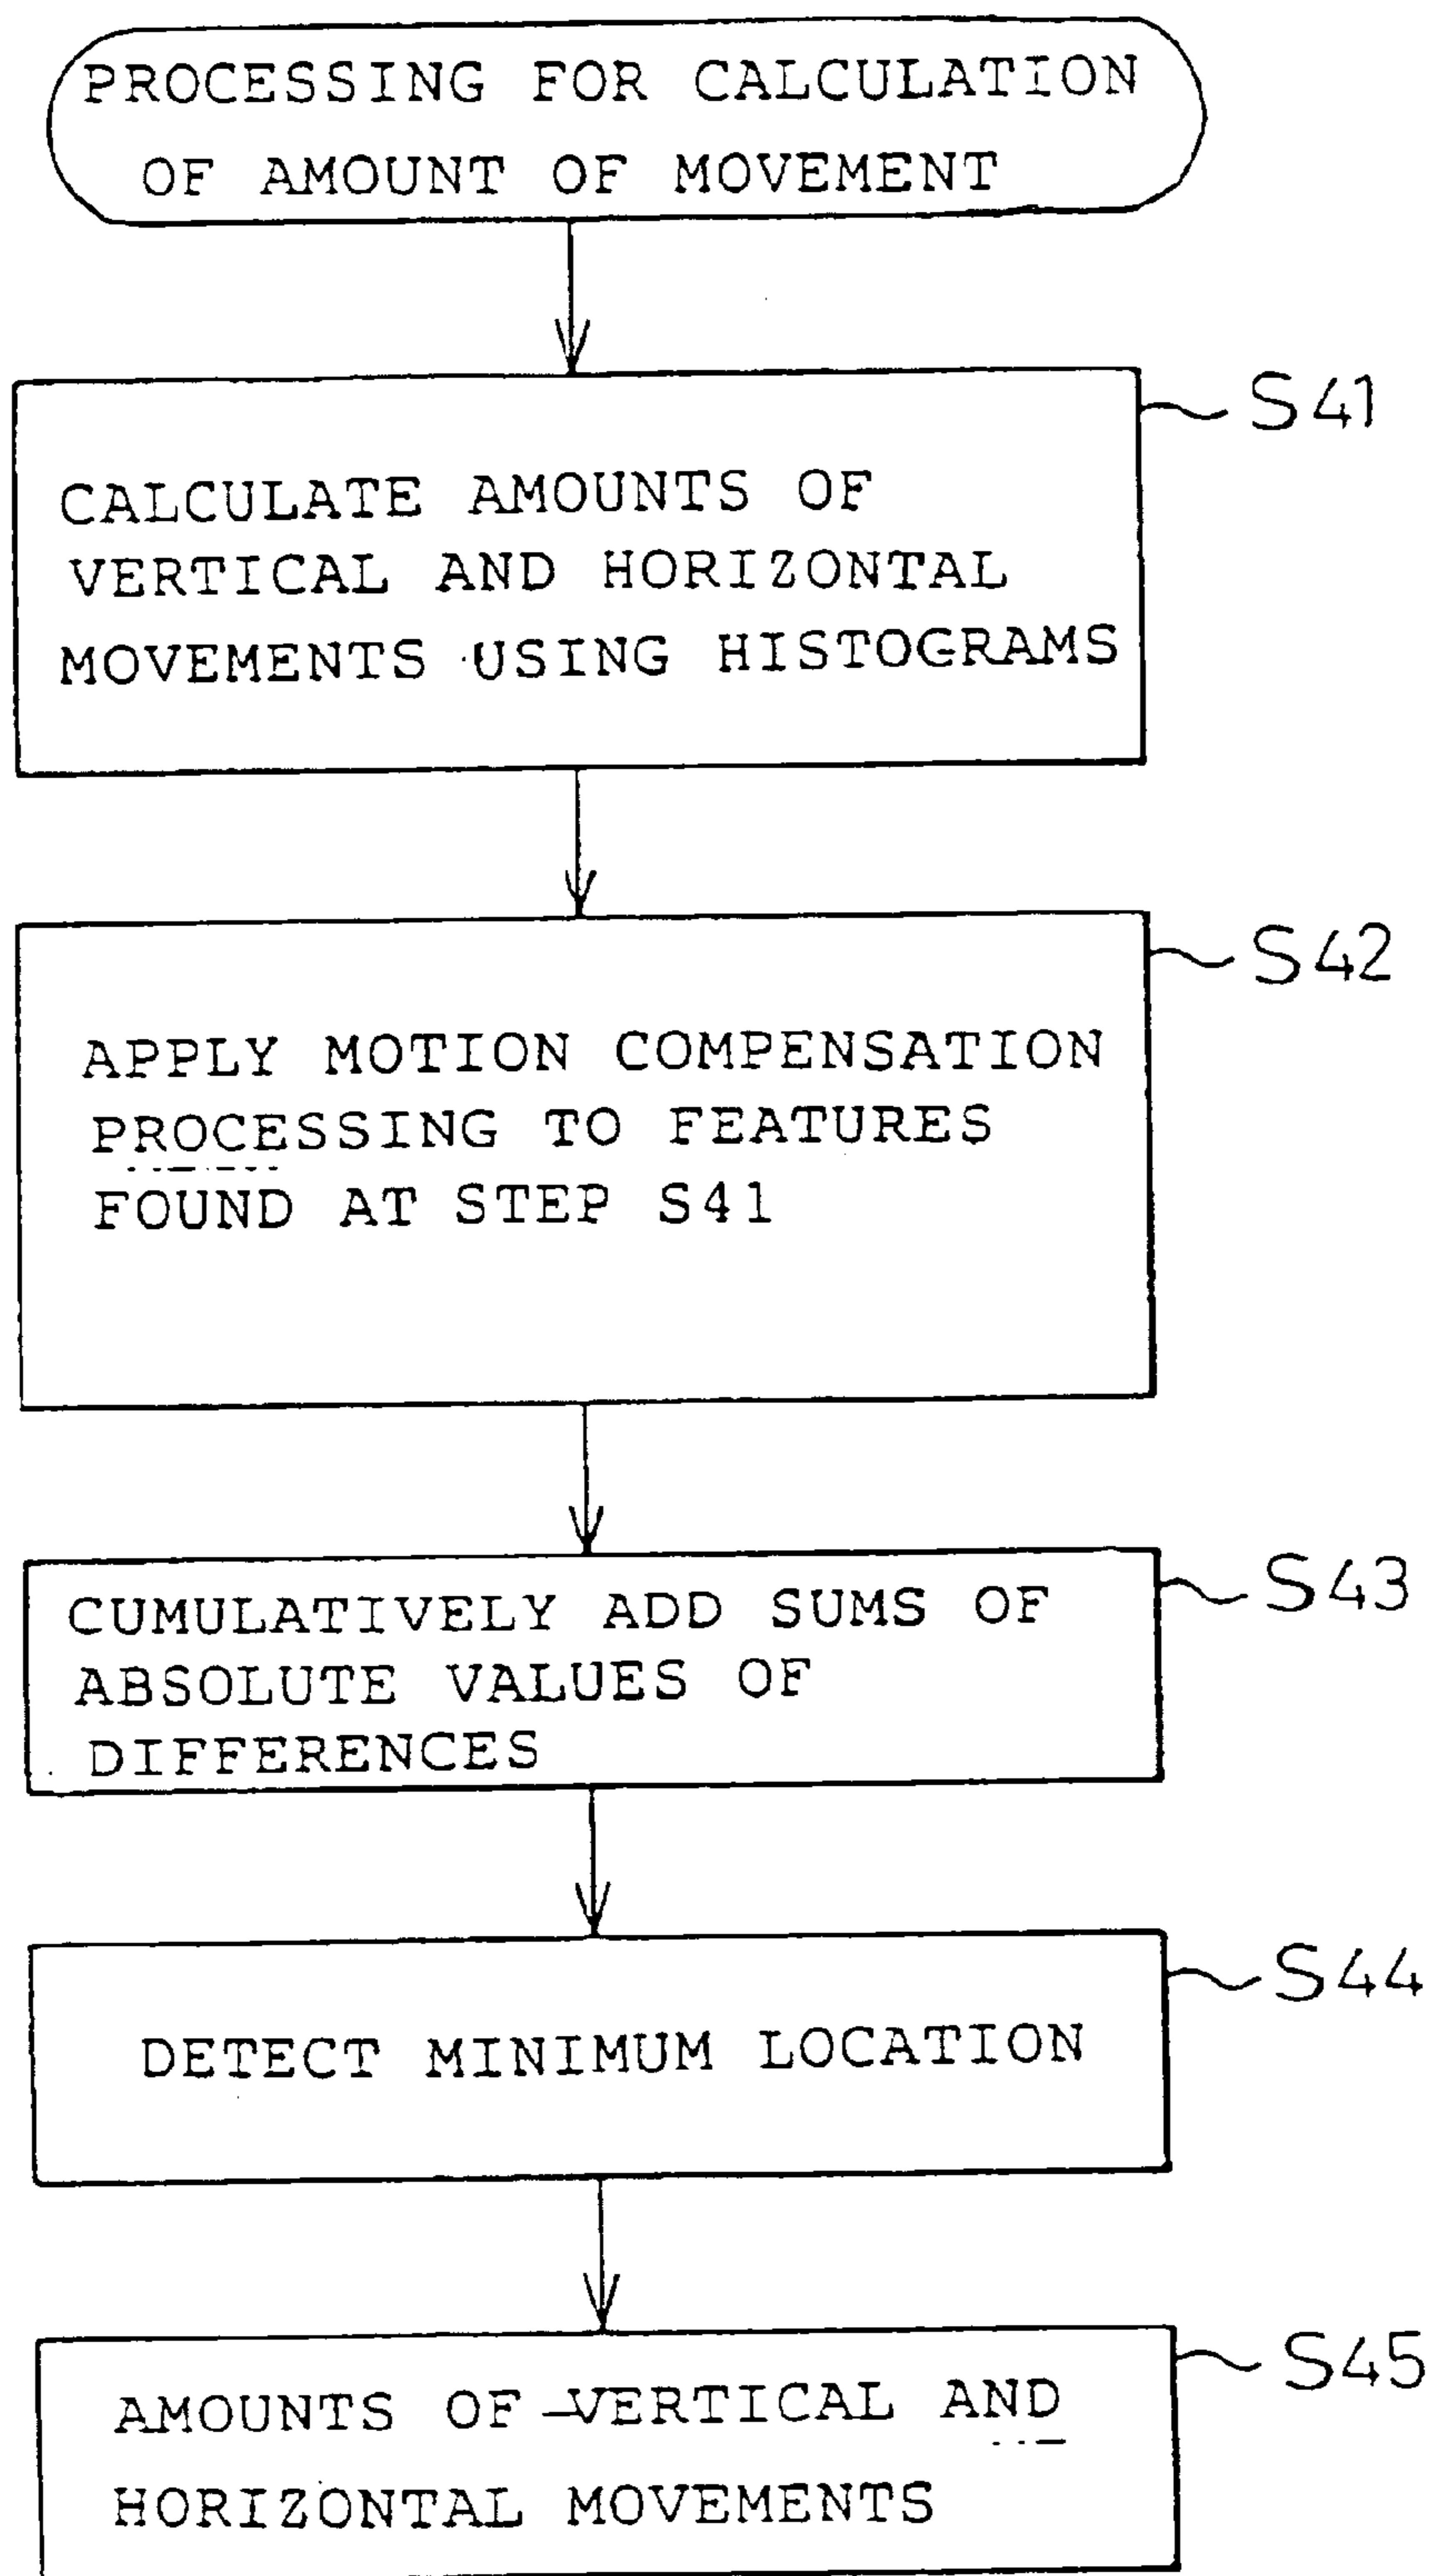 PROCESSING FOR CALCULATION
OF AMOUNT OF MOVEMENT
S41
CALCULATE AMOUNTS OF
VERTICAL AND HORIZONTAL
MOVEMENTS USING HISTOGRAMS
S42
APPLY MOTION COMPENSATION
PROCESSING TO FEATURES
FOUND AT STEP S41
S43
CUMULATIVELY ADD SUMS OF
ABSOLUTE VALUES OF
DIFFERENCES
S44
DETECT MINIMUM LOCATION
S45
AMOUNTS OF VERTICAL AND
HORIZONTAL MOVEMENTS